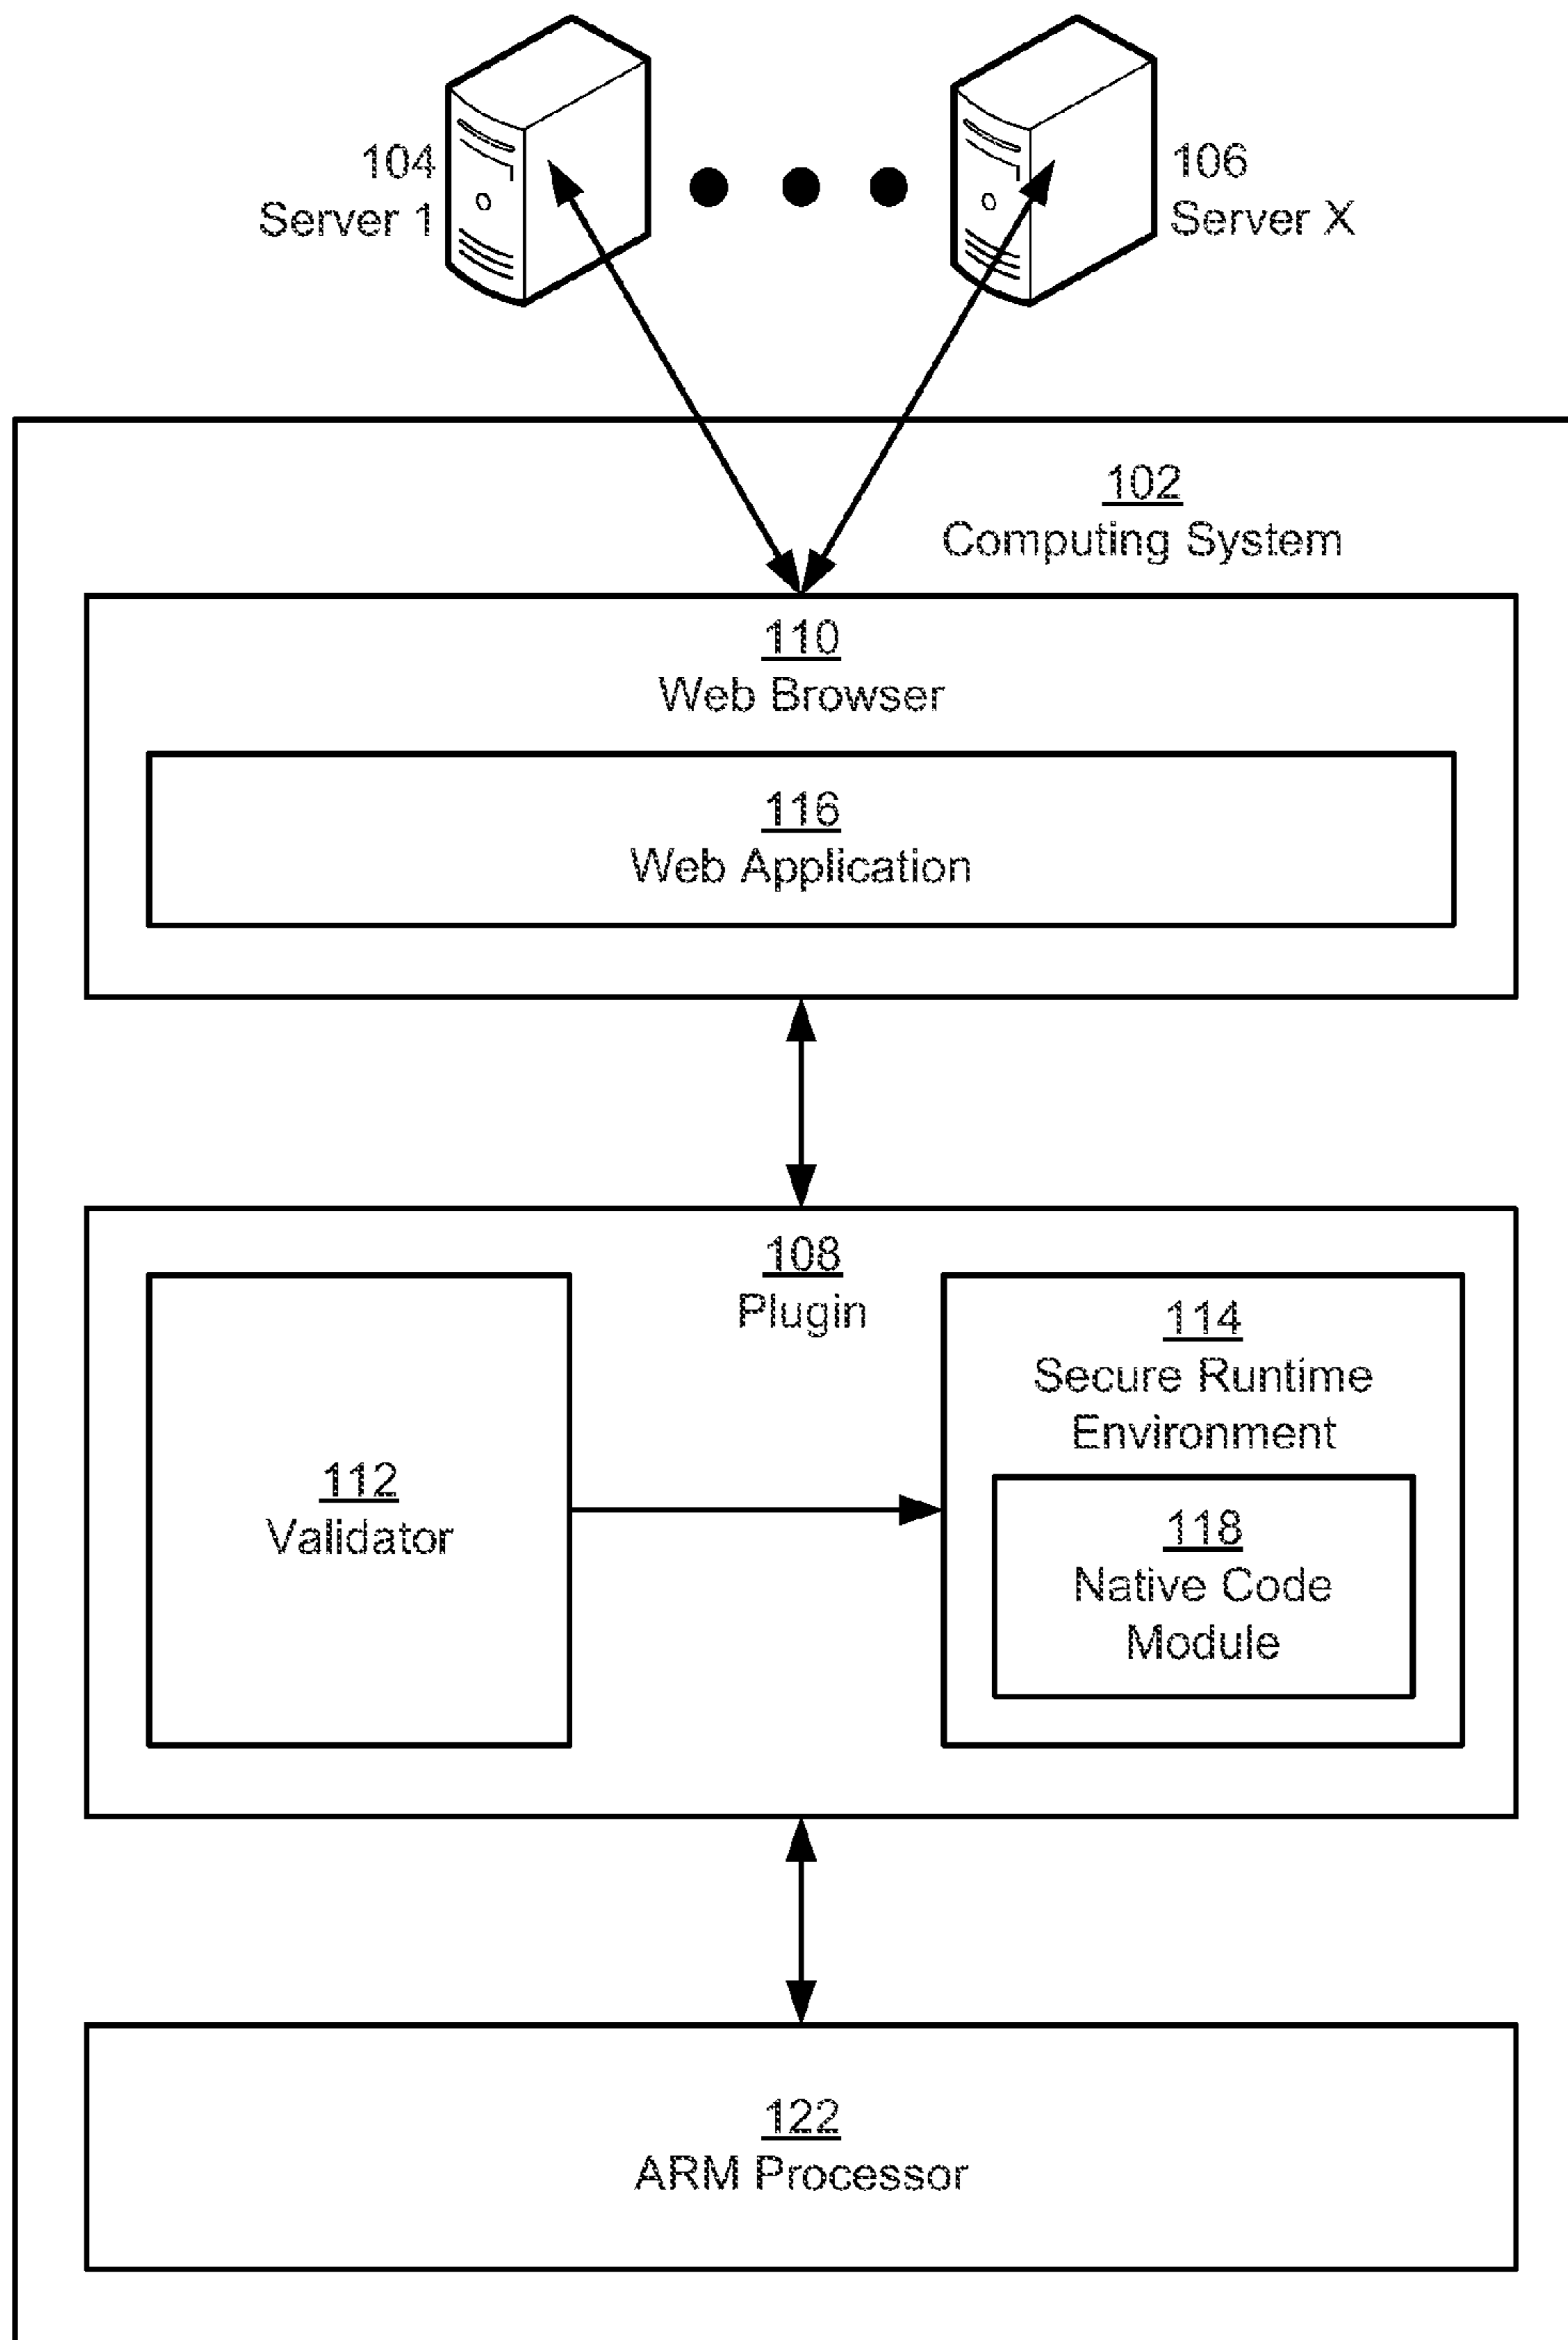 104
Server 1
106
Server X
102
Computing System
110
Web Browser
116
Web Application
108
Plugin
112
Validator
114
Secure Runtime
Environment
118
Native Code
Module
122
ARM Processor